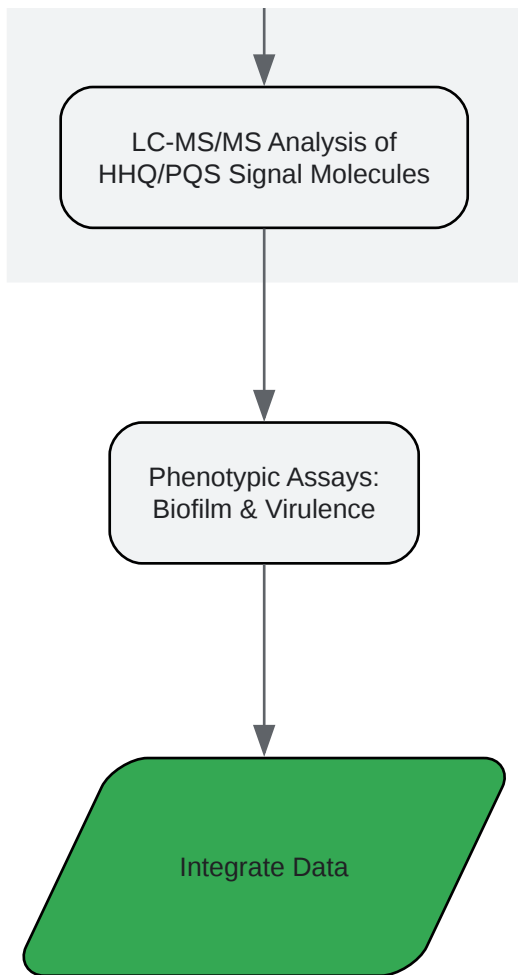 LC-MS/MS Analysis of
HHQ/PQS Signal Molecules
Phenotypic Assays:
Biofilm & Virulence
Integrate Data